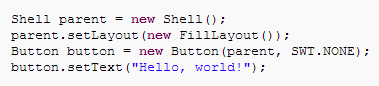 Shell parent = new Shell();
parent.setLayout(new FillLayout());
Button button = new Button(parent, SWT.NONE);
button.setText("Hello, world!");